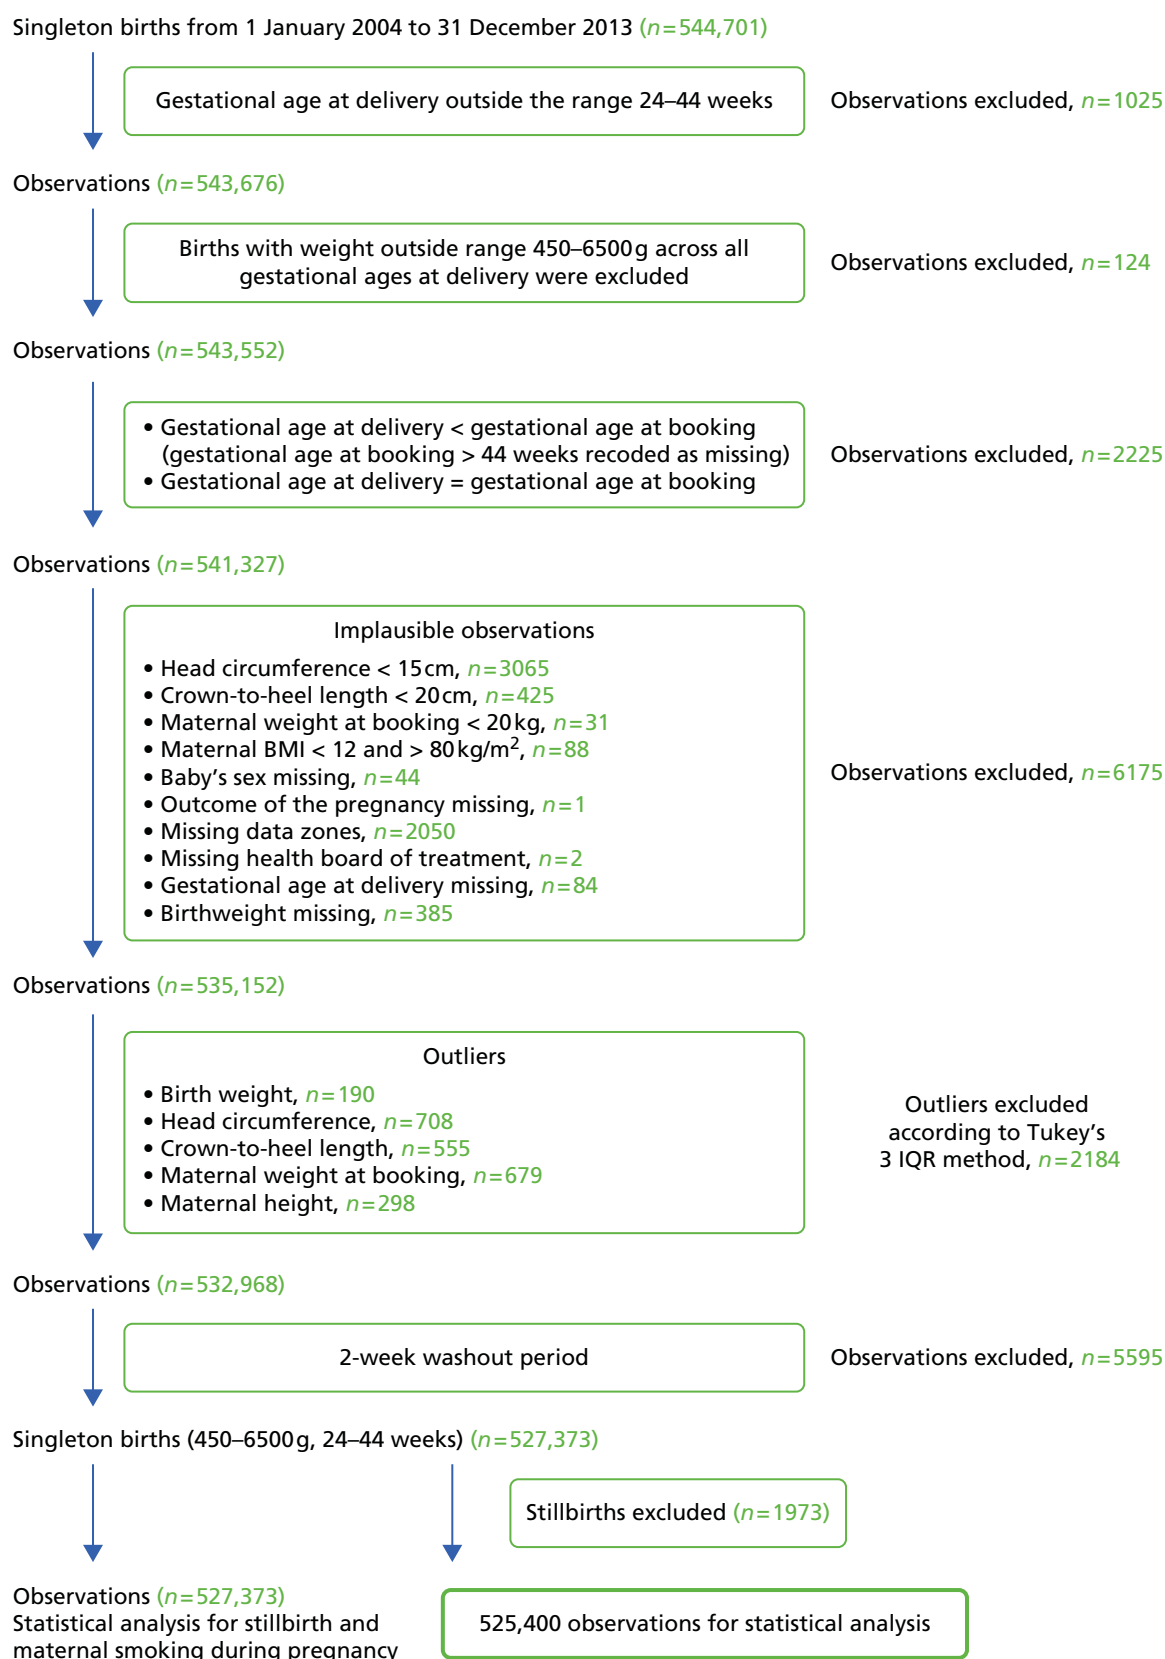 Singleton births from 1 January 2004 to 31 December 2013 (n=544,701)
Gestational age at delivery outside the range 24–44 weeks
Observations excluded, n=1025
Observations (n=543,676)
Births with weight outside range 450–6500g across all
gestational ages at delivery were excluded
Observations excluded, n=124
Observations (n=543,552)
• Gestational age at delivery < gestational age at booking
(gestational age at booking > 44 weeks recoded as missing)
• Gestational age at delivery = gestational age at booking
Observations excluded, n=2225
Observations (n=541,327)
Implausible observations
• Head circumference < 15cm, n=3065
• Crown-to-heel length < 20cm, n=425
• Maternal weight at booking < 20kg, n=31
• Maternal BMI < 12 and > 80kg/m², n=88
• Baby’s sex missing, n=44
• Outcome of the pregnancy missing, n=1
• Missing data zones, n=2050
• Missing health board of treatment, n=2
• Gestational age at delivery missing, n=84
• Birthweight missing, n=385
Observations excluded, n=6175
Observations (n=535,152)
Outliers
• Birth weight, n=190
• Head circumference, n=708
• Crown-to-heel length, n=555
• Maternal weight at booking, n=679
• Maternal height, n=298
Outliers excluded
according to Tukey’s
3 IQR method, n=2184
Observations (n=532,968)
2-week washout period
Observations excluded, n=5595
Singleton births (450–6500g, 24–44 weeks) (n=527,373)
Stillbirths excluded (n=1973)
Observations (n=527,373)
Statistical analysis for stillbirth and
maternal smoking during pregnancy
525,400 observations for statistical analysis